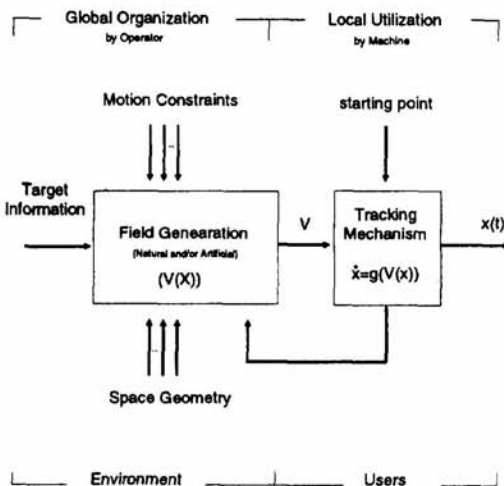 Global Organization
by Operator
Local Utilization
by Machine
Motion Constraints
starting point
Target
Information
Field Genearation
(Natural and/or Artificial)
(V(X))
V
Tracking
Mechanism
ẋ=g(V(x))
x(t)
Space Geometry
Environment
Users